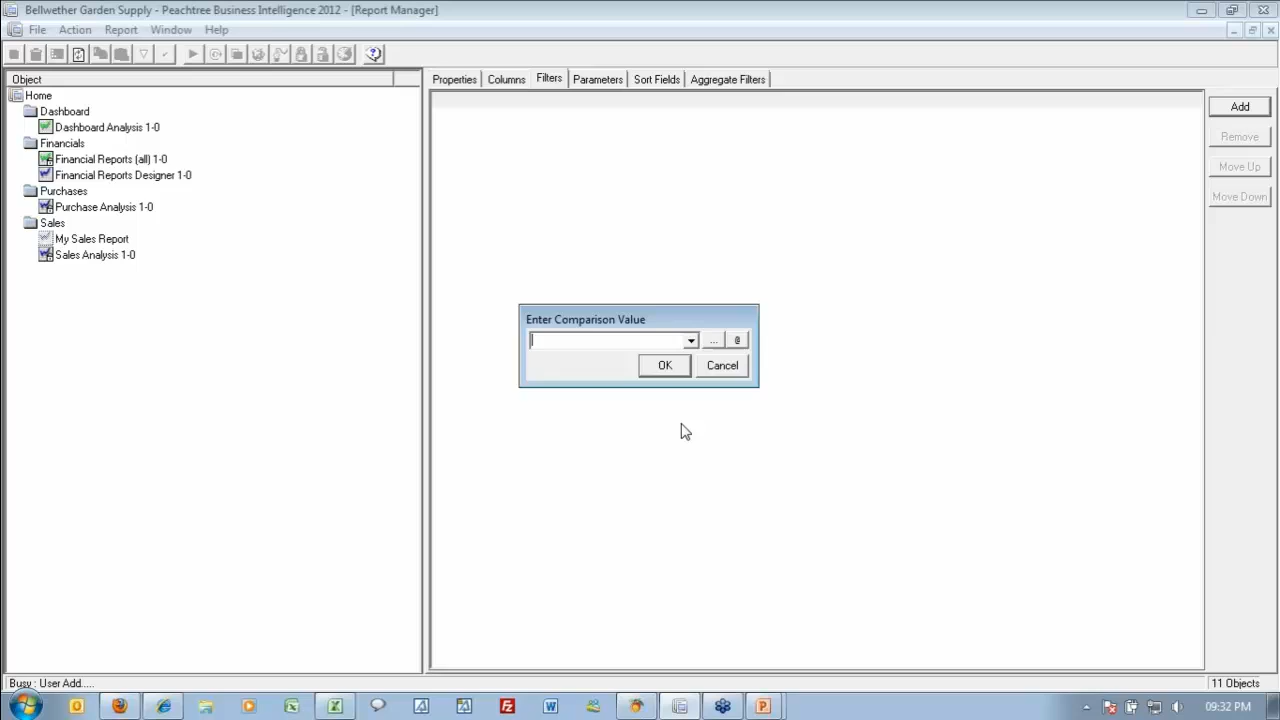 Bellwether Garden Supply - Peachtree Business Intelligence 2012 - [Report Manager]
File Action Report Window Help
Object
Home
Dashboard
Dashboard Analysis 1-0
Financials
Financial Reports (all) 1-0
Financial Reports Designer 1-0
Purchases
Purchase Analysis 1-0
Sales
My Sales Report
Sales Analysis 1-0
Properties Columns Filters Parameters Sort Fields Aggregate Filters
Add
Remove
Move Up
Move Down
Enter Comparison Value
... @
OK Cancel
Busy : User Add.... 11 Objects
09:32 PM